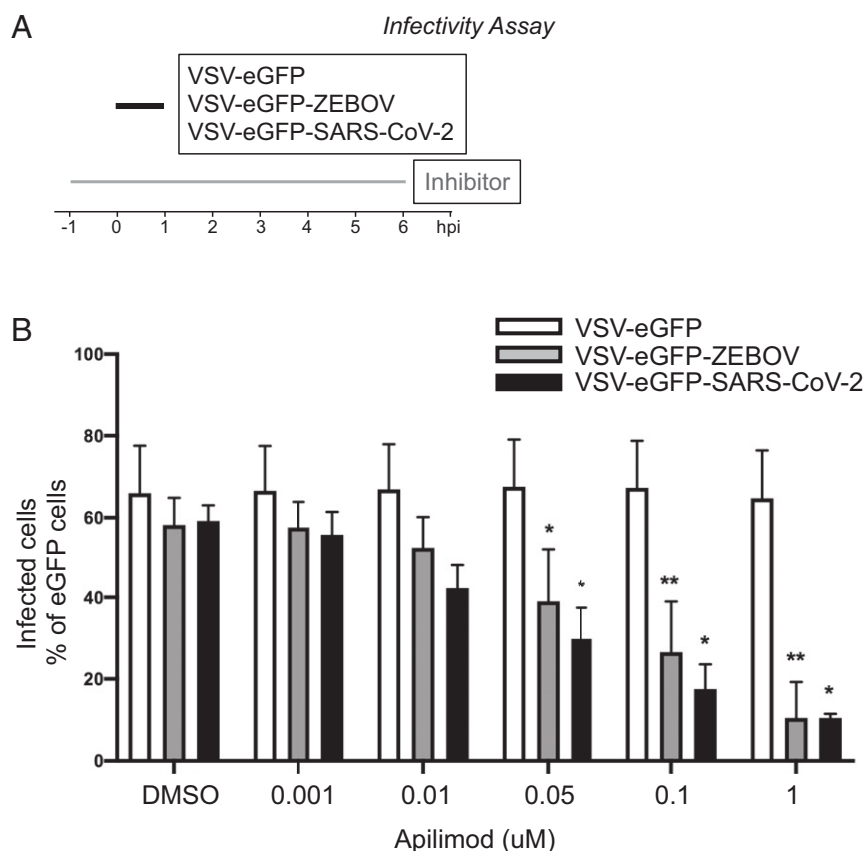 A
Infectivity Assay
VSV-eGFP
VSV-eGFP-ZEBOV
VSV-eGFP-SARS-CoV-2
Inhibitor
-1 0 1 2 3 4 5 6 hpi
B
VSV-eGFP
VSV-eGFP-ZEBOV
VSV-eGFP-SARS-CoV-2
Infected cells
% of eGFP cells
100
80
60
40
20
0
* *
** *
** *
DMSO 0.001 0.01 0.05 0.1 1
Apilimod (uM)